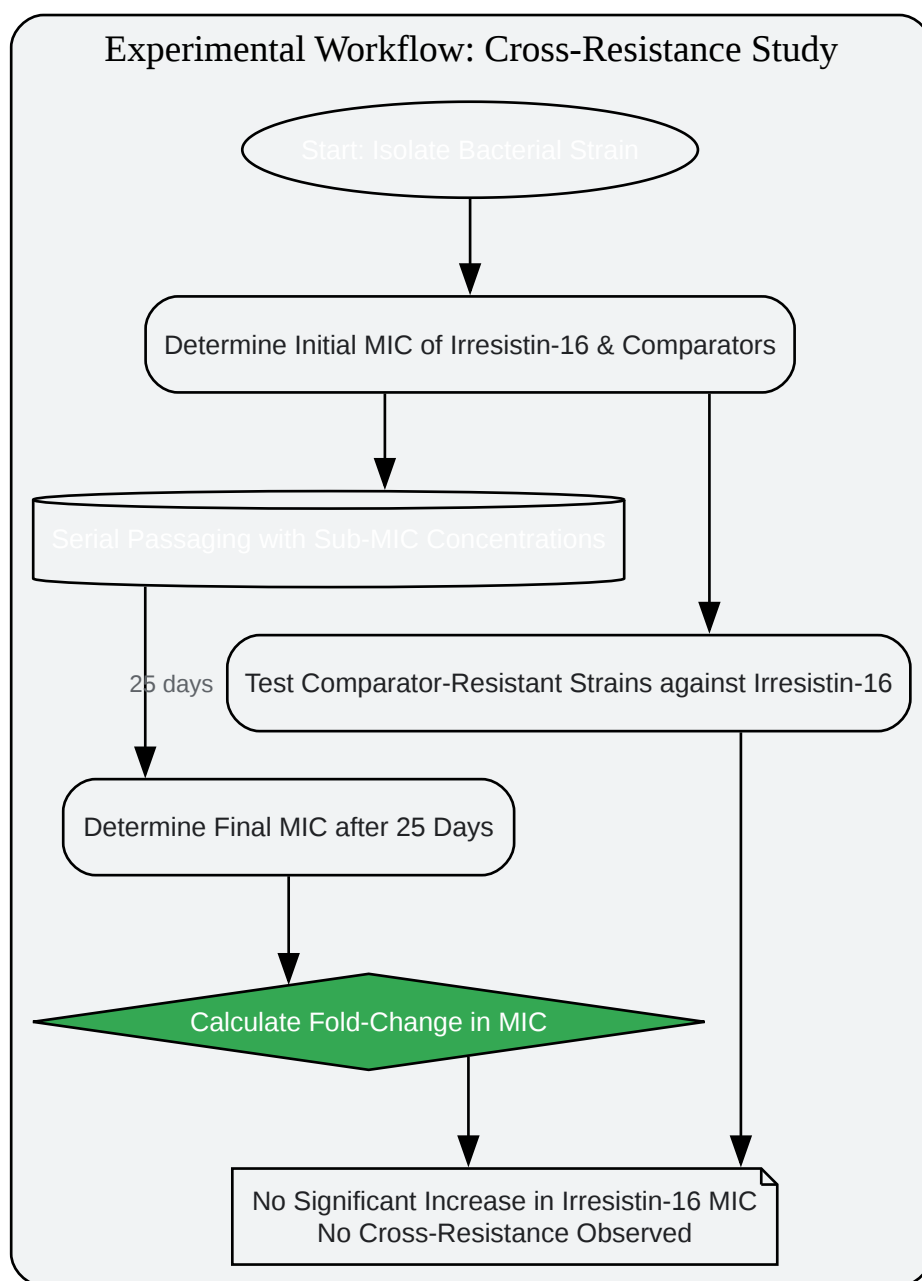 Experimental Workflow: Cross-Resistance Study
Start: Isolate Bacterial Strain
Determine Initial MIC of Irresistin-16 & Comparators
Serial Passaging with Sub-MIC Concentrations
25 days
Test Comparator-Resistant Strains against Irresistin-16
Determine Final MIC after 25 Days
Calculate Fold-Change in MIC
No Significant Increase in Irresistin-16 MIC
No Cross-Resistance Observed